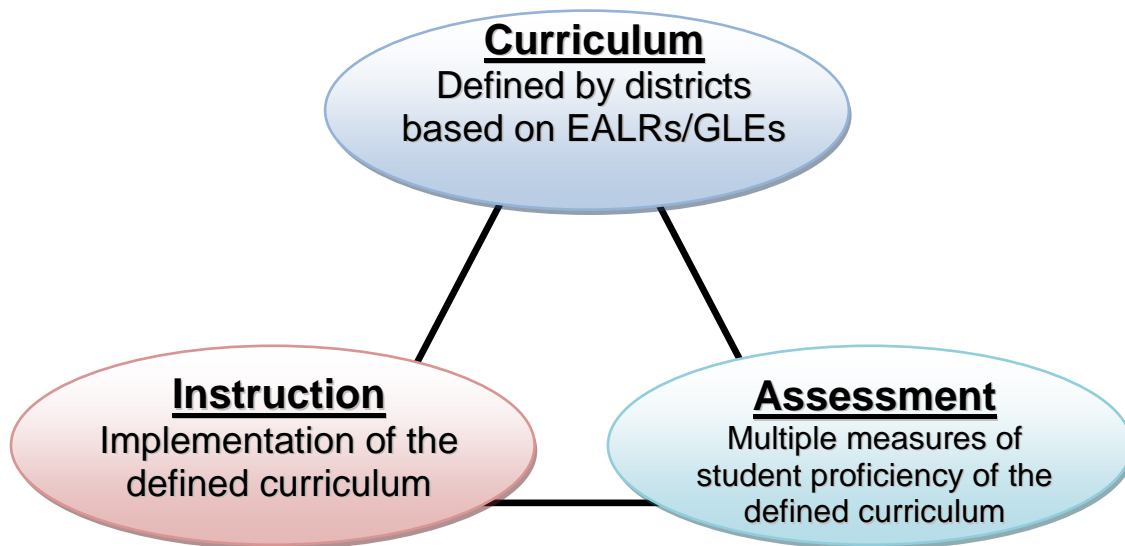 Curriculum
Defined by districts
based on EALRs/GLEs
Instruction
Implementation of the
defined curriculum
Assessment
Multiple measures of
student proficiency of the
defined curriculum